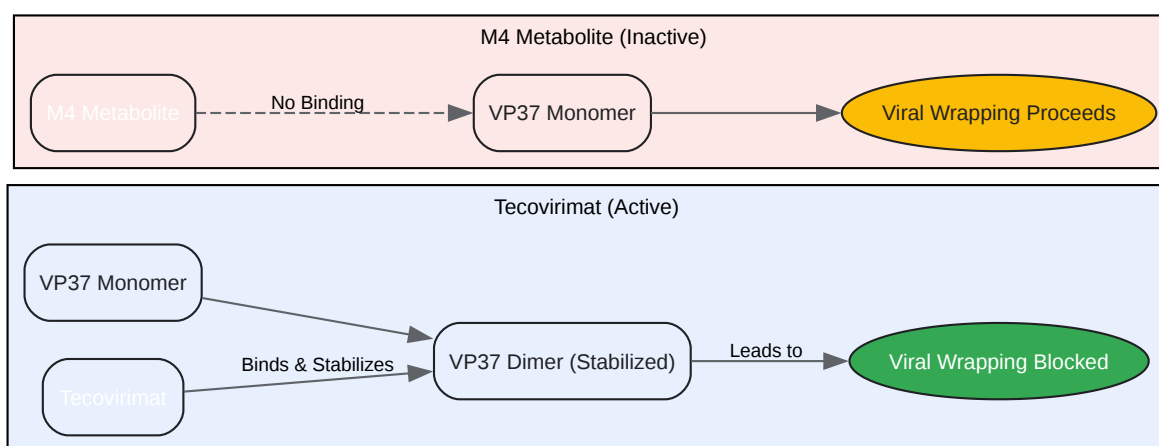 M4 Metabolite (Inactive)
M4 Metabolite
No Binding
VP37 Monomer
Viral Wrapping Proceeds
Tecovirimat (Active)
VP37 Monomer
Tecovirimat
Binds & Stabilizes
VP37 Dimer (Stabilized)
Leads to
Viral Wrapping Blocked